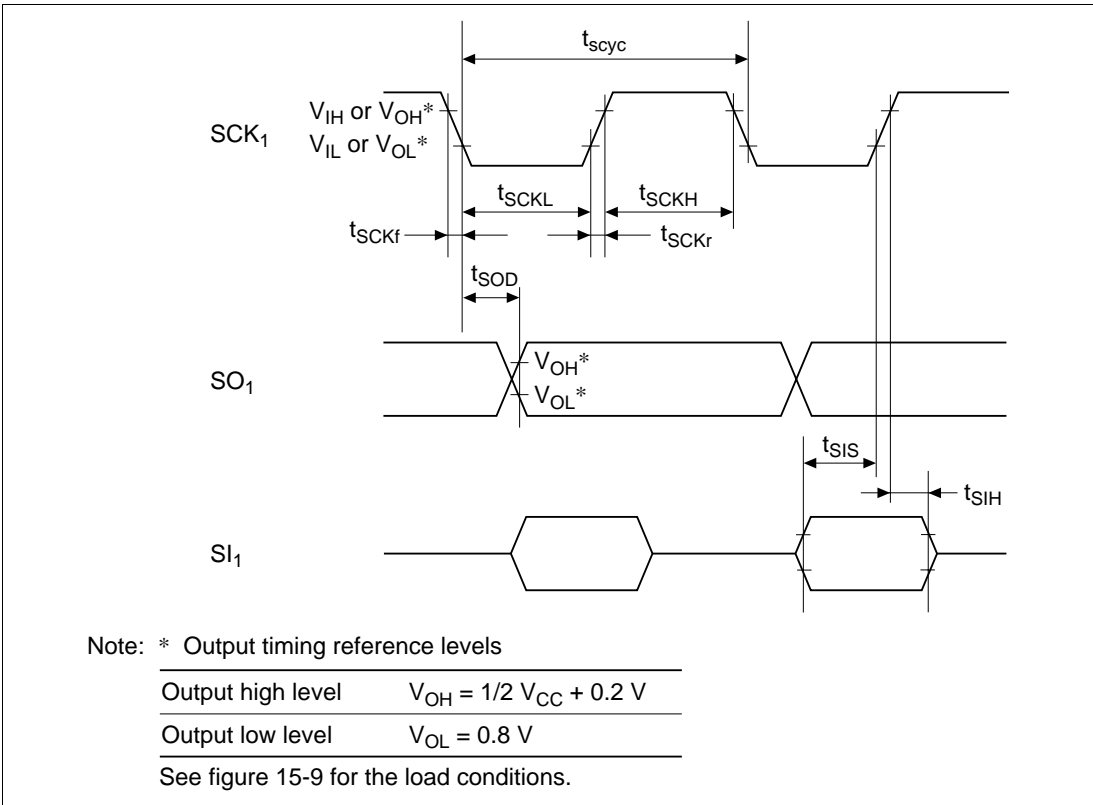 tscyc
SCK1
VIH or VOH*
VIL or VOL*
tSCKL
tSCKH
tSCKf
tSCKr
tSOD
SO1
VOH*
VOL*
tSIS
tSIH
SI1
Note: * Output timing reference levels
Output high level VOH = 1/2 VCC + 0.2 V
Output low level VOL = 0.8 V
See figure 15-9 for the load conditions.